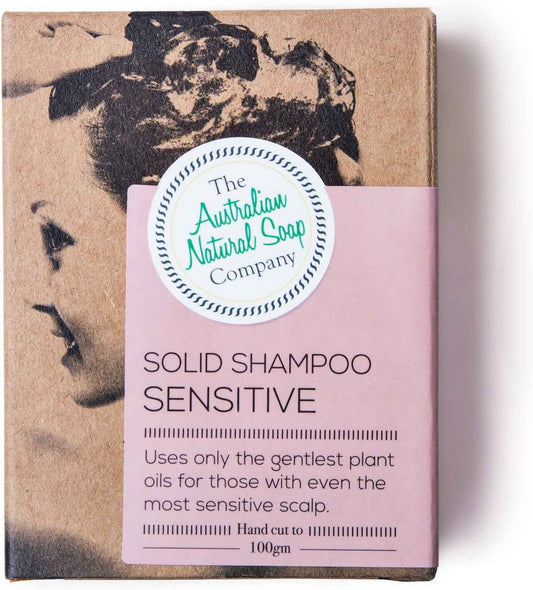 The
Australian
Natural Soap
Company
SOLID SHAMPOO
SENSITIVE
Uses only the gentlest plant
oils for those with even the
most sensitive scalp.
Hand cut to
100gm